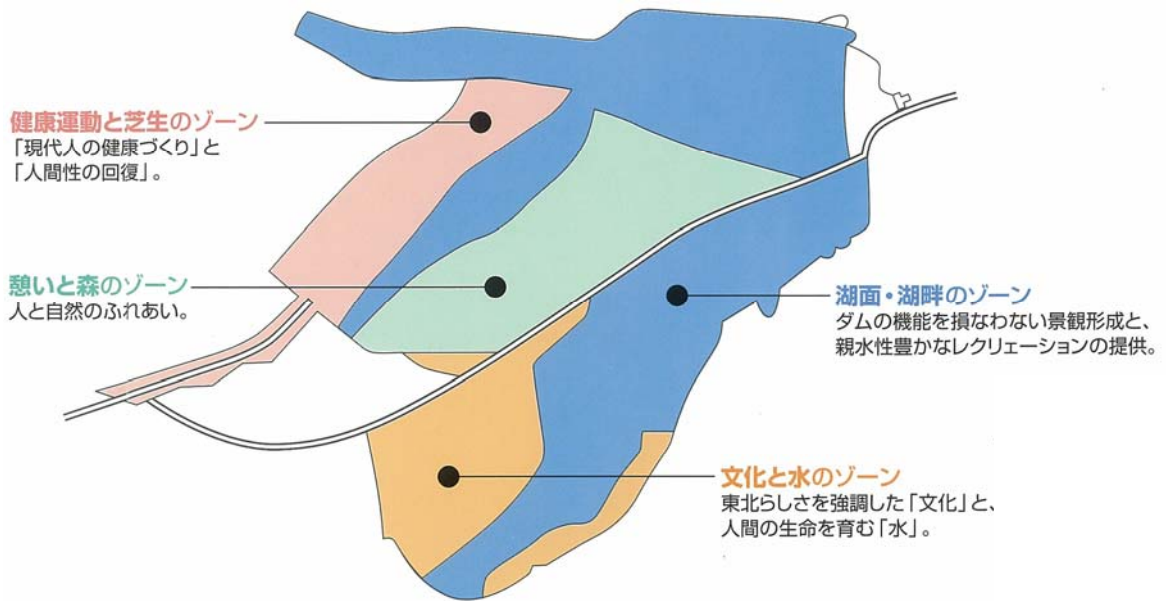 健康運動と芝生のゾーン
「現代人の健康づくり」と
「人間性の回復」。
憩いと森のゾーン
人と自然のふれあい。
湖面・湖畔のゾーン
ダムの機能を損なわない景観形成と、
親水性豊かなレクリェーションの提供。
文化と水のゾーン
東北らしさを強調した「文化」と、
人間の生命を育む「水」。